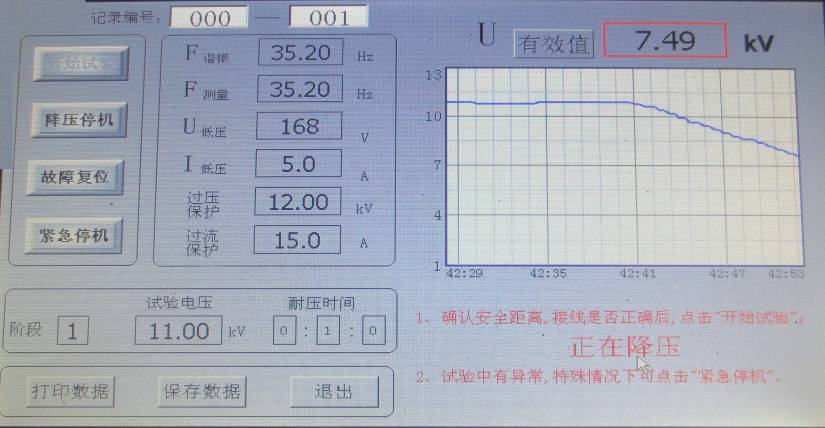 记录编号: 000 — 001
开始试验
降压停机
故障复位
紧急停机
F 谐振 35.20 Hz
F 测量 35.20 Hz
U 低压 168 V
I 低压 5.0 A
过压保护 12.00 kV
过流保护 15.0 A
U 有效值 7.49 kV
13
10
7
4
1
42:29 42:35 42:41 42:47 42:53
试验电压 耐压时间
阶段 1 11.00 kV 0 : 1 : 0
打印数据 保存数据 退出
1、确认安全距离,接线是否正确后,点击"开始试验";
正在降压
2、试验中有异常,特殊情况下可点击"紧急停机"。